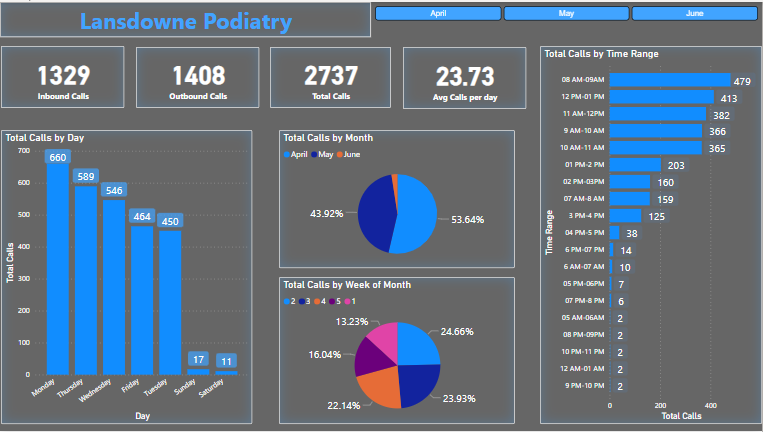 Lansdowne Podiatry
April May June
1329
Inbound Calls
1408
Outbound Calls
2737
Total Calls
23.73
Avg Calls per day
Total Calls by Day
Total Calls
700
600
500
400
300
200
100
0
660
589
546
464
450
17
11
Monday
Thursday
Wednesday
Friday
Tuesday
Sunday
Saturday
Day
Total Calls by Month
April May June
43.92%
53.64%
Total Calls by Week of Month
2 3 4 5 1
13.23%
24.66%
16.04%
22.14%
23.93%
Total Calls by Time Range
Time Range
08 AM-09AM 479
12 PM-01 PM 413
11 AM-12PM 382
9 AM-10 AM 366
10 AM-11 AM 365
01 PM-2 PM 203
02 PM-03PM 160
07 AM-8 AM 159
3 PM-4 PM 125
04 PM-5 PM 38
6 PM-07 PM 14
6 AM-07 AM 10
05 PM-06PM 7
07 PM-8 PM 6
05 AM-06AM 2
08 PM-09PM 2
10 PM-11 PM 2
12 AM-01 AM 2
9 PM-10 PM 2
0 200 400
Total Calls